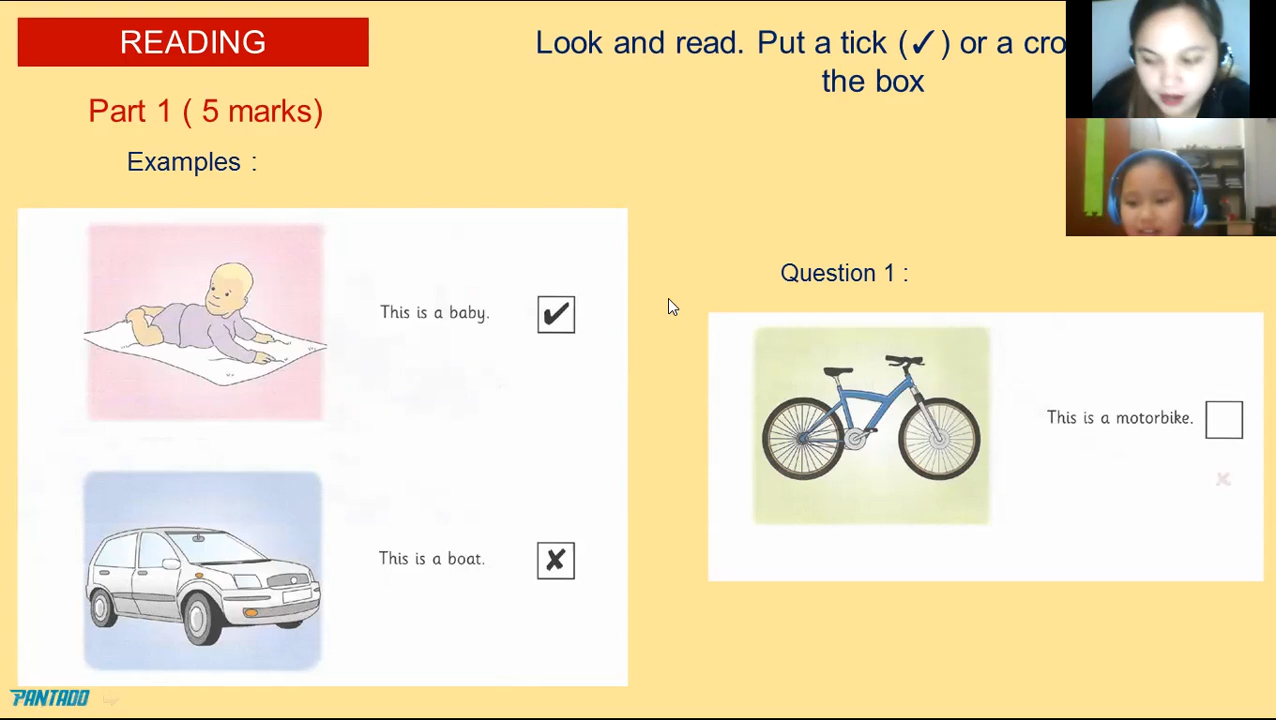 READING
Look and read. Put a tick (✓) or a cro
the box
Part 1 ( 5 marks)
Examples :
This is a baby. ✔
This is a boat. ✘
Question 1 :
This is a motorbike.
PANTADO